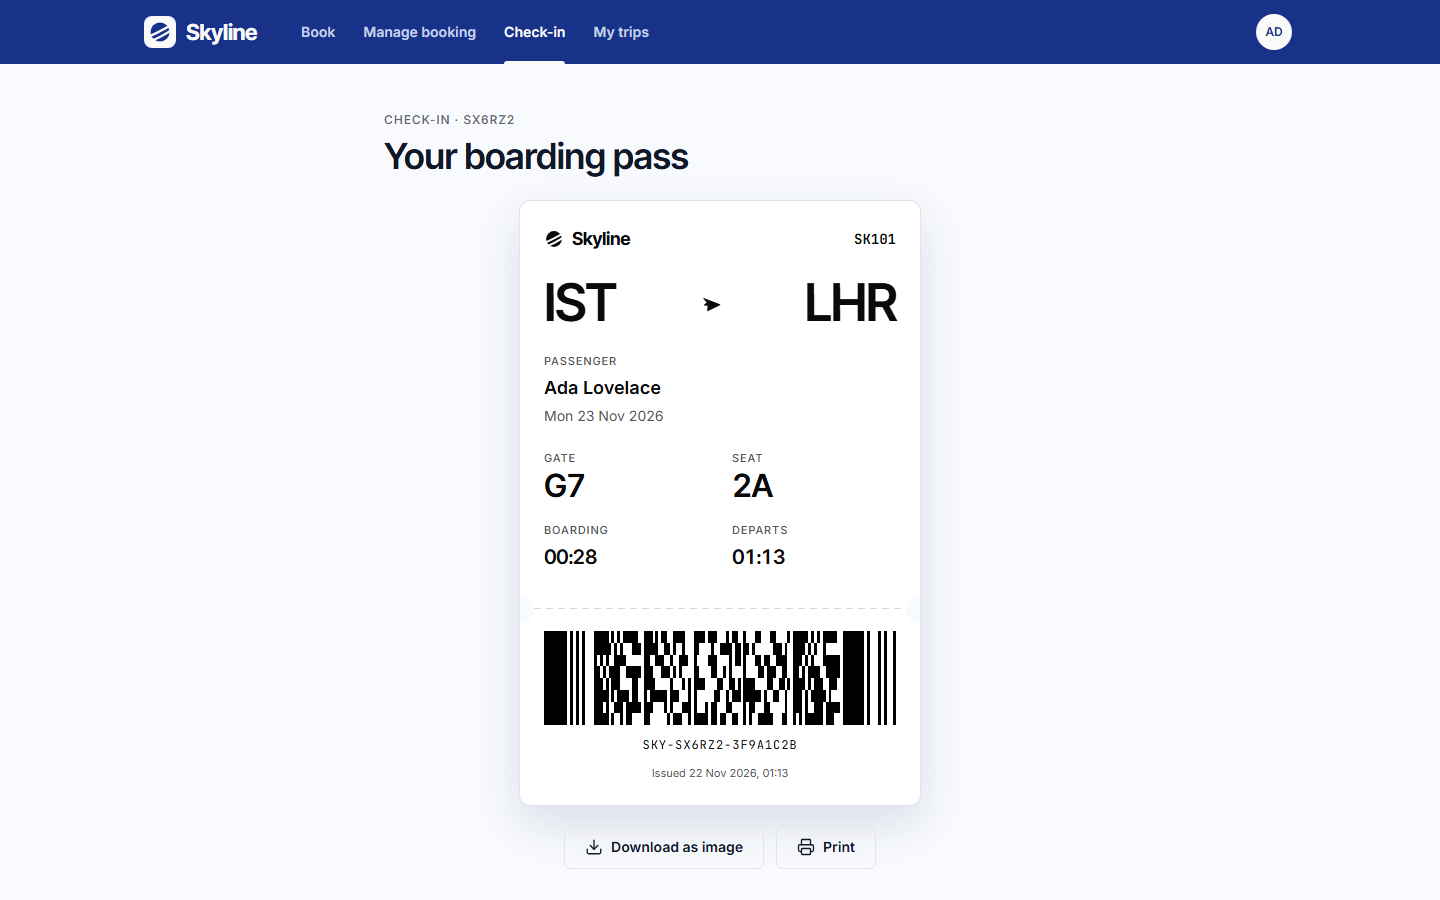 Skyline
Book
Manage booking
Check-in
My trips
AD
CHECK-IN · SX6RZ2
Your boarding pass
Skyline
SK101
IST
LHR
PASSENGER
Ada Lovelace
Mon 23 Nov 2026
GATE
SEAT
G7
2A
BOARDING
DEPARTS
00:28
01:13
SKY-SX6RZ2-3F9A1C2B
Issued 22 Nov 2026, 01:13
Download as image
Print